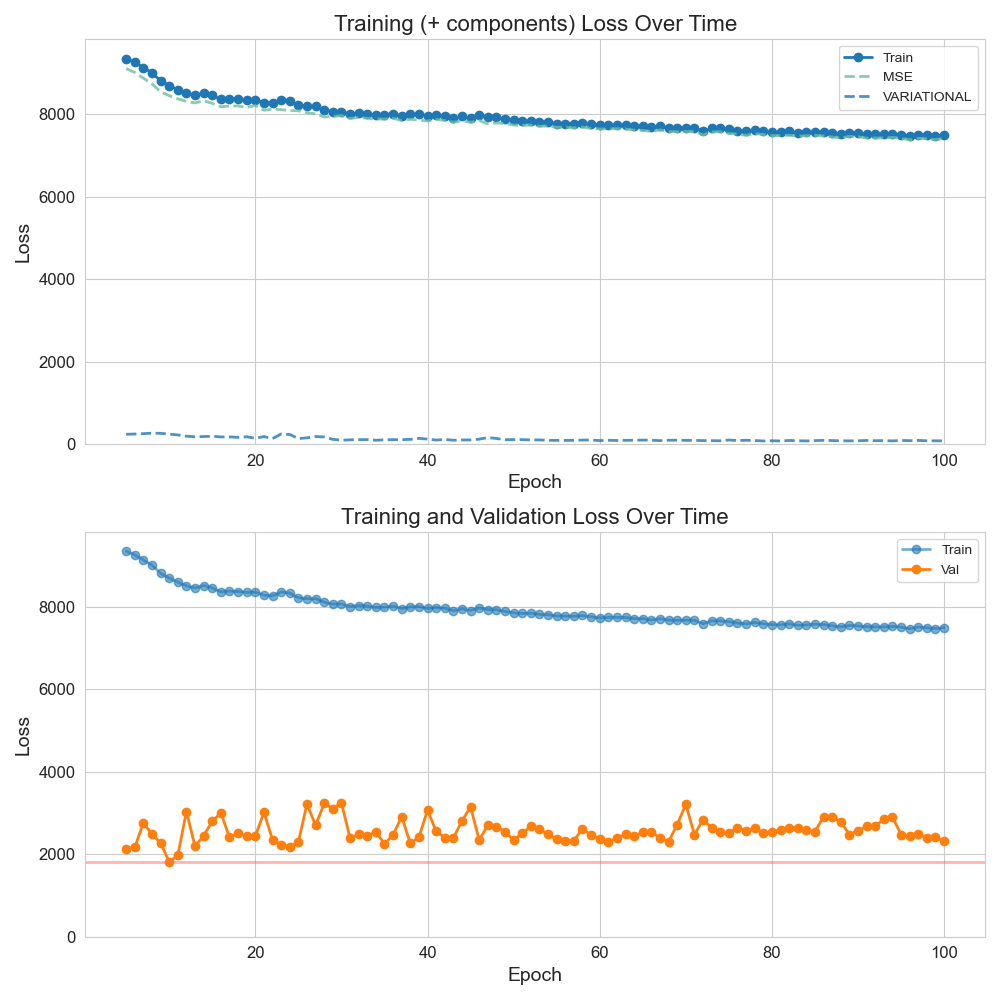 Training (+ components) Loss Over Time
Train
MSE
VARIATIONAL
8000
6000
4000
2000
0
Loss
20 40 60 80 100
Epoch
Training and Validation Loss Over Time
Train
Val
8000
6000
4000
2000
0
Loss
20 40 60 80 100
Epoch